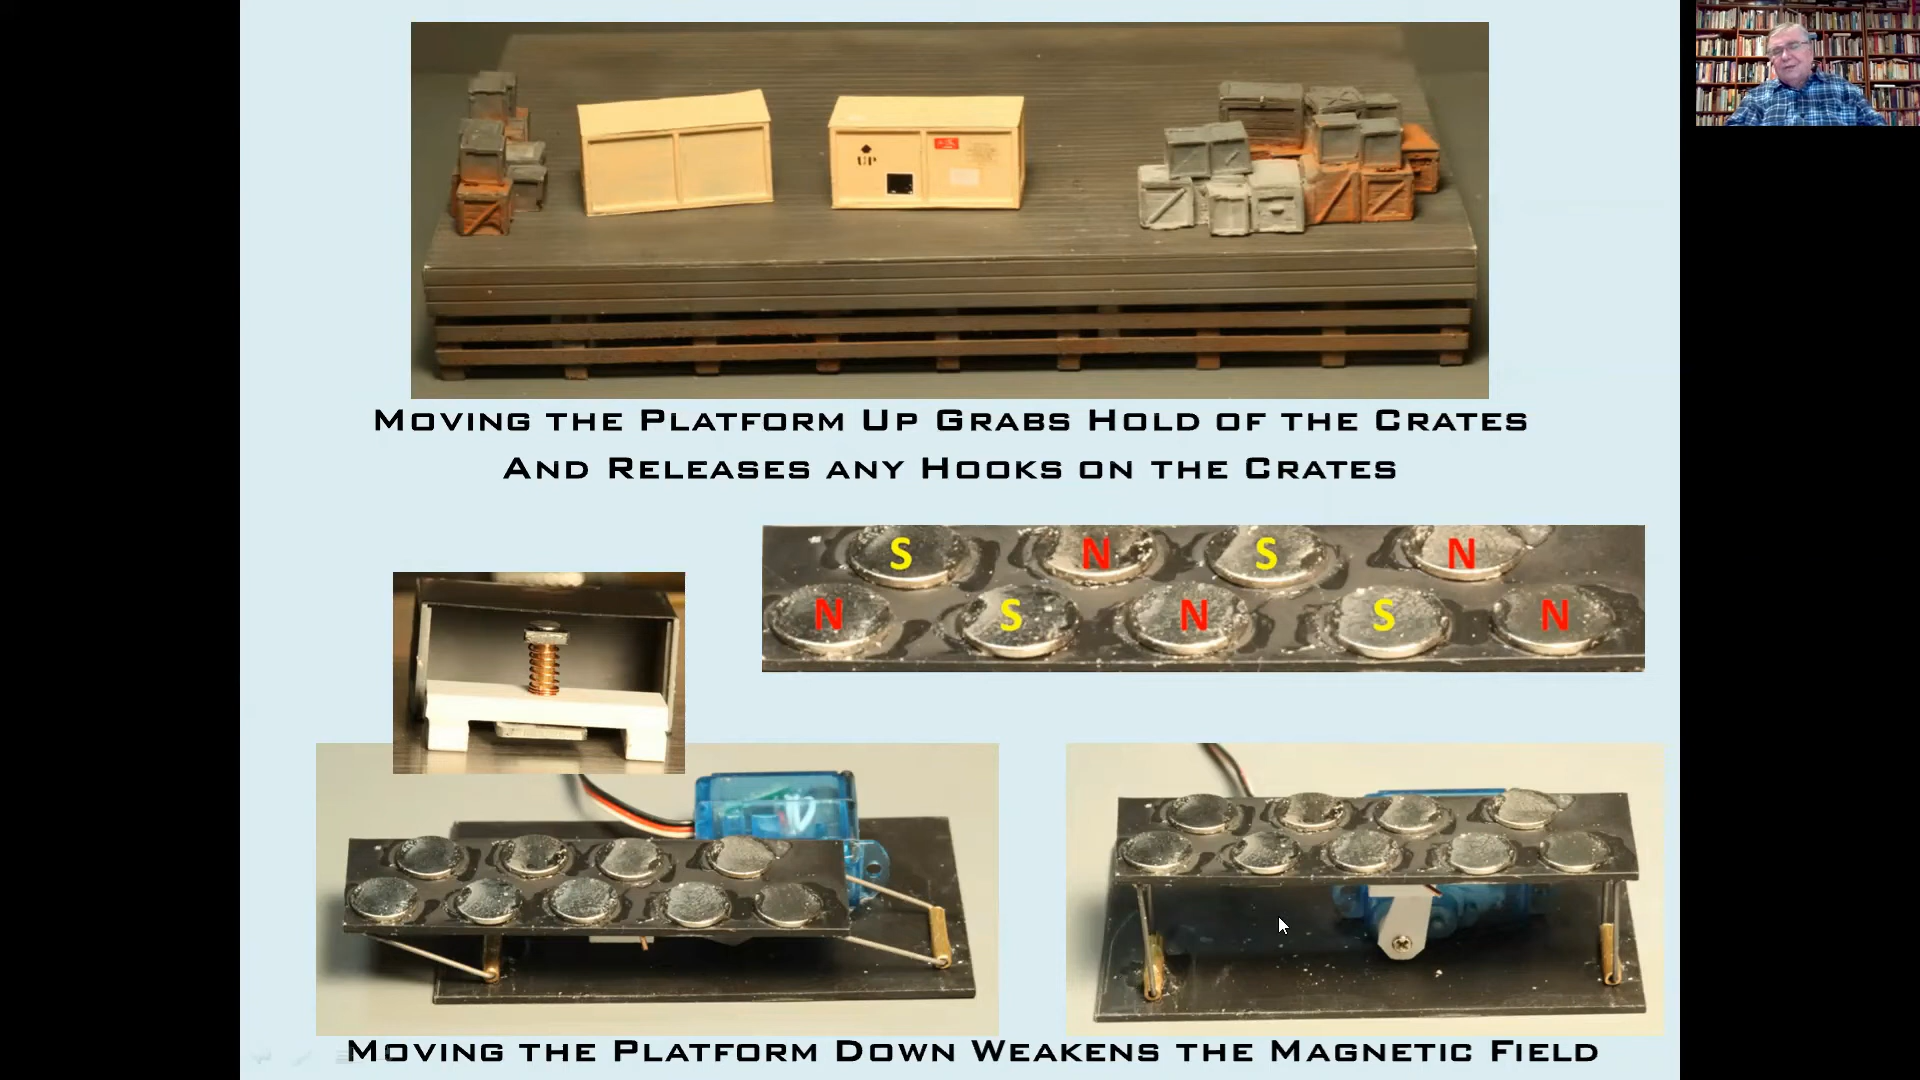 UP
Moving the Platform Up Grabs Hold of the Crates
And Releases any Hooks on the Crates
S N S N
N S N S N
Moving the Platform Down Weakens the Magnetic Field